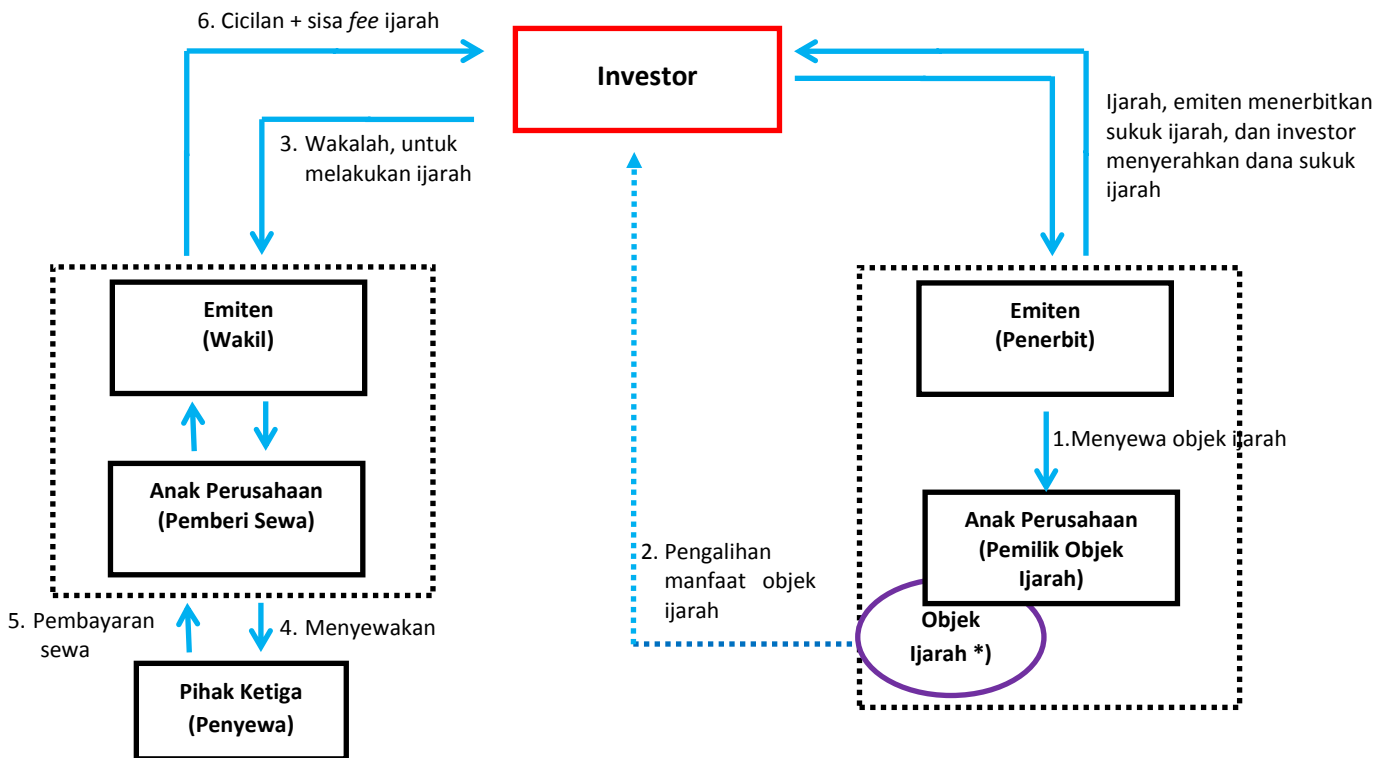 6. Cicilan + sisa fee ijarah
Investor
Ijarah, emiten menerbitkan
sukuk ijarah, dan investor
menyerahkan dana sukuk
ijarah
3. Wakalah, untuk
melakukan ijarah
Emiten
(Wakil)
Emiten
(Penerbit)
1.Menyewa objek ijarah
Anak Perusahaan
(Pemberi Sewa)
Anak Perusahaan
(Pemilik Objek
Ijarah)
2. Pengalihan
manfaat objek
ijarah
Objek
Ijarah *)
5. Pembayaran
sewa
4. Menyewakan
Pihak Ketiga
(Penyewa)